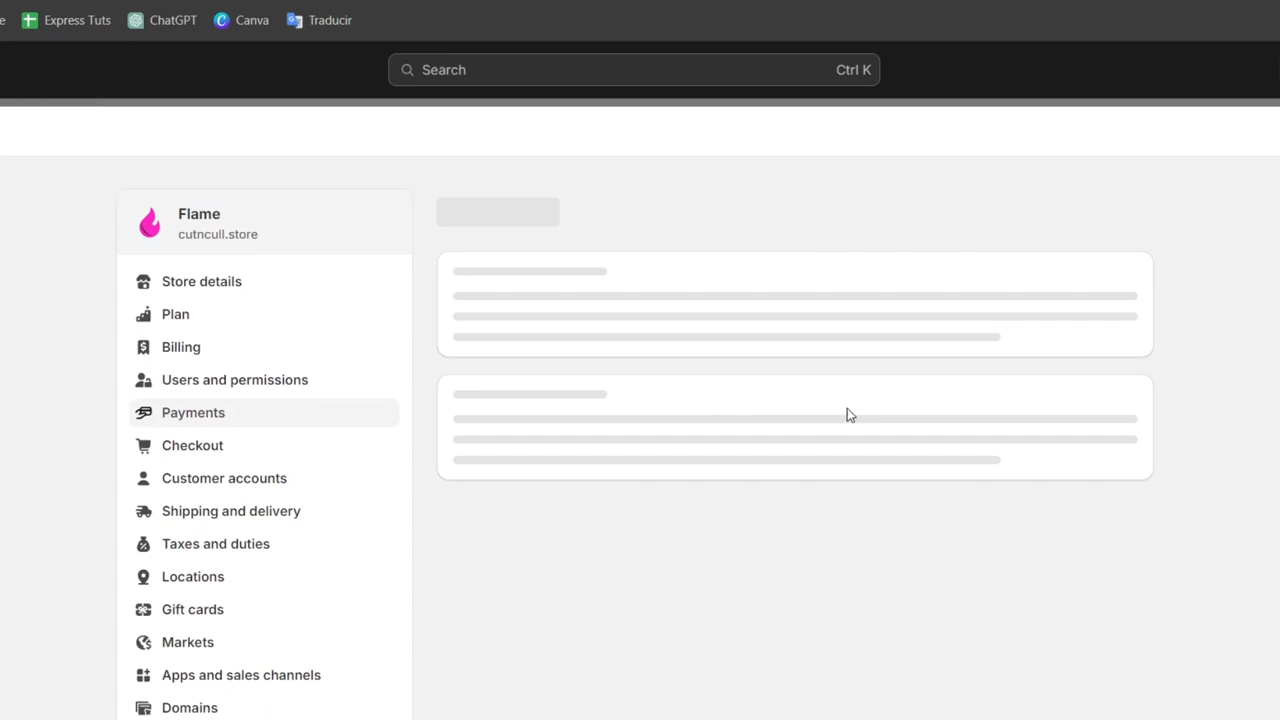 Express Tuts
ChatGPT
Canva
Traducir
Search
Ctrl K
Flame
cutncull.store
Store details
Plan
Billing
Users and permissions
Payments
Checkout
Customer accounts
Shipping and delivery
Taxes and duties
Locations
Gift cards
Markets
Apps and sales channels
Domains